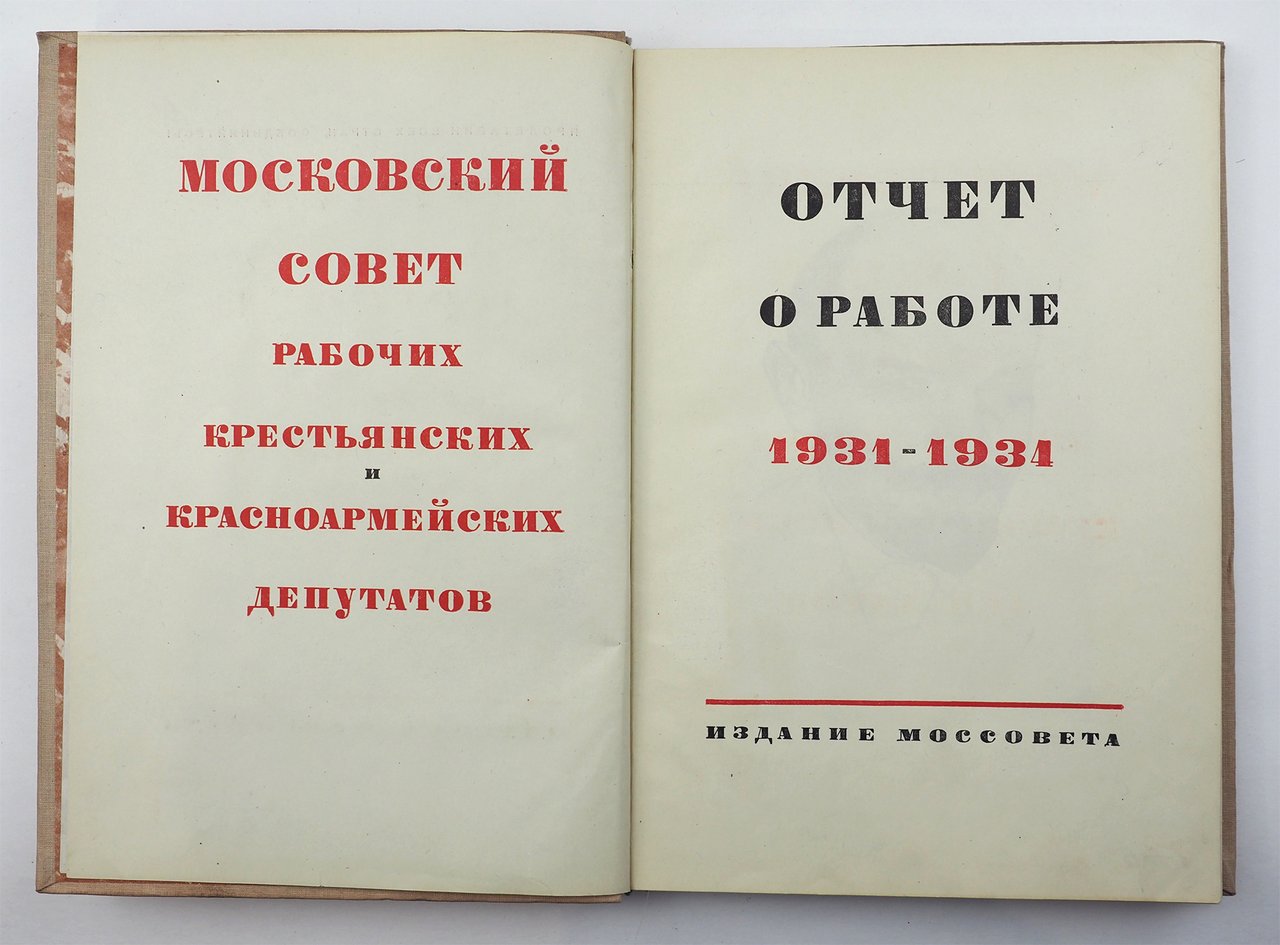 МОСКОВСКИЙ
СОВЕТ
РАБОЧИХ
КРЕСТЬЯНСКИХ
И
КРАСНОАРМЕЙСКИХ
ДЕПУТАТОВ
ОТЧЕТ
О РАБОТЕ
1931-1934
ИЗДАНИЕ МОССОВЕТА